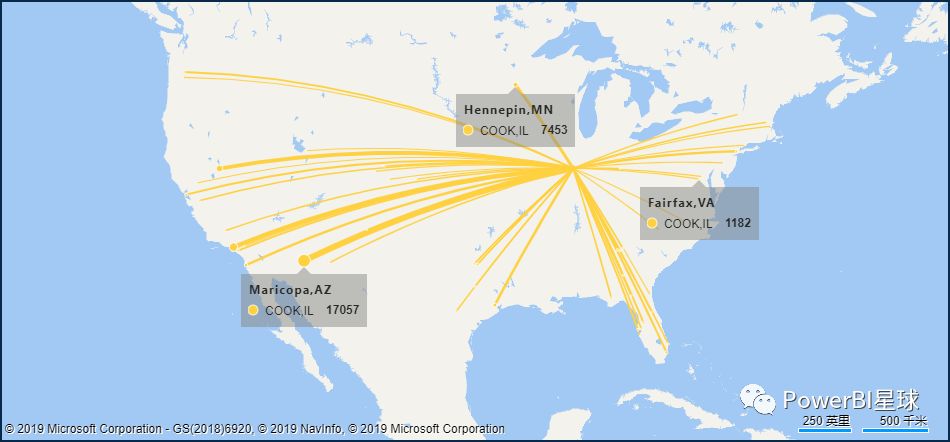 Hennepin,MN
COOK,IL 7453
Fairfax,VA
COOK,IL 1182
Maricopa,AZ
COOK,IL 17057
PowerBI星球
250 英里 500 千米
© 2019 Microsoft Corporation - GS(2018)6920, © 2019 NavInfo, © 2019 Microsoft Corporation